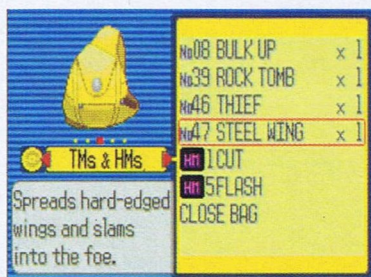 No08 BULK UP x 1
No39 ROCK TOMB x 1
No46 THIEF x 1
No47 STEEL WING x 1
HM 1 CUT
HM 5 FLASH
CLOSE BAG
TMs & HMs
Spreads hard-edged
wings and slams
into the foe.